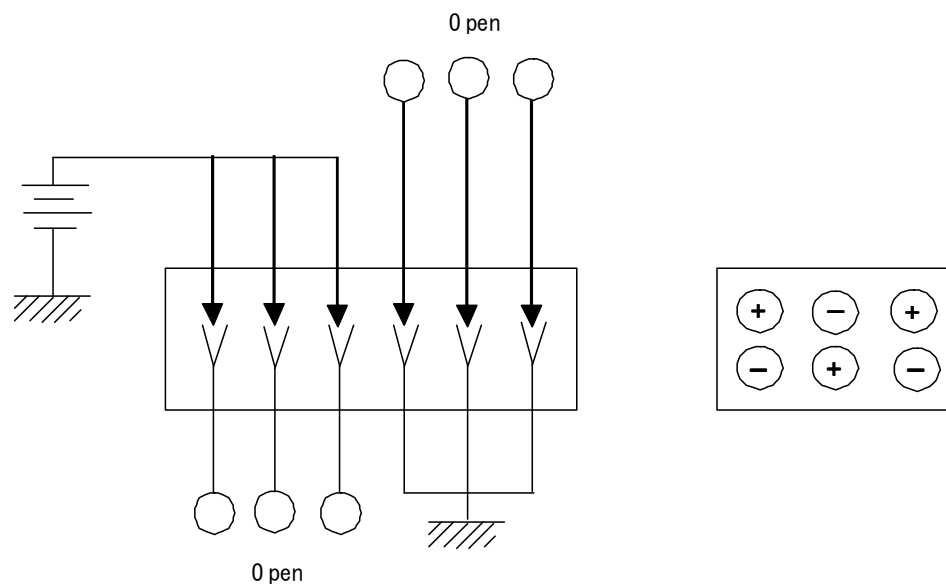 0 pen
+ − +
− + −
0 pen